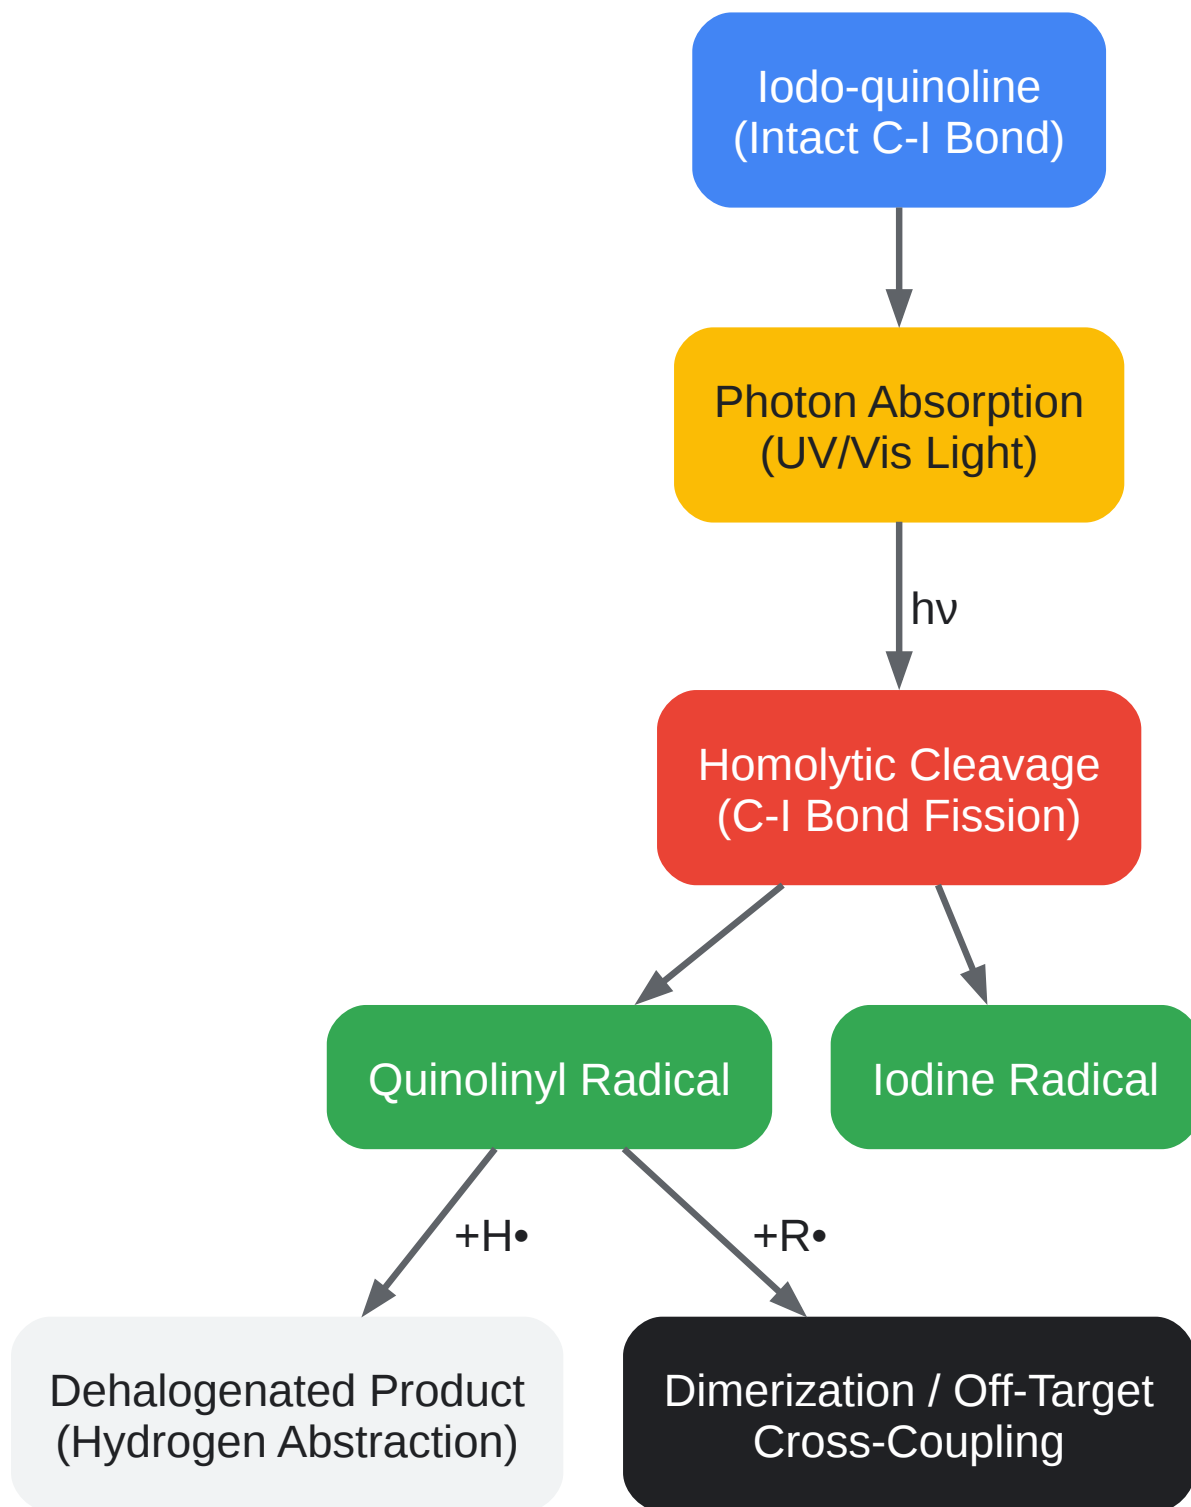 Iodo-quinoline
(Intact C-I Bond)
Photon Absorption
(UV/Vis Light)
hν
Homolytic Cleavage
(C-I Bond Fission)
Quinolinyl Radical
Iodine Radical
+H•
+R•
Dehalogenated Product
(Hydrogen Abstraction)
Dimerization / Off-Target
Cross-Coupling